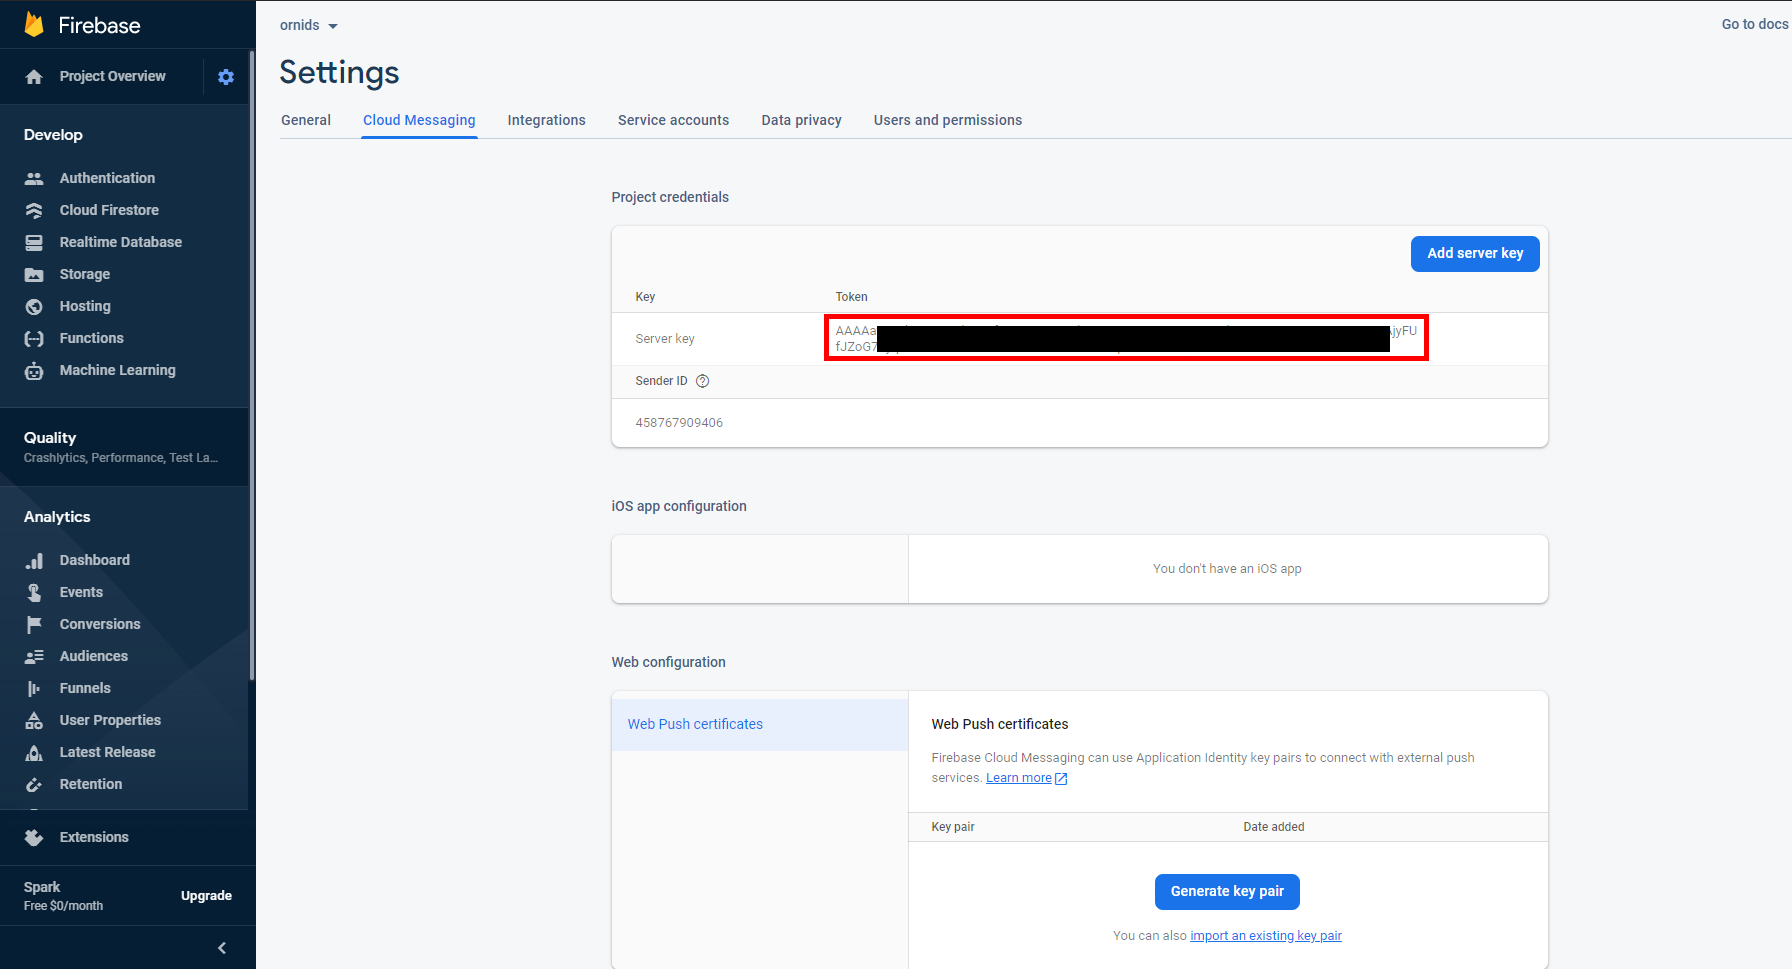 Firebase
Project Overview
Develop
Authentication
Cloud Firestore
Realtime Database
Storage
Hosting
Functions
Machine Learning
Quality
Crashlytics, Performance, Test La...
Analytics
Dashboard
Events
Conversions
Audiences
Funnels
User Properties
Latest Release
Retention
Extensions
Spark
Free $0/month
Upgrade
ornids
Go to docs
Settings
General Cloud Messaging Integrations Service accounts Data privacy Users and permissions
Project credentials
Add server key
Key Token
Server key
AAAAa jyFU
fJZoG7
Sender ID
458767909406
iOS app configuration
You don't have an iOS app
Web configuration
Web Push certificates
Web Push certificates
Firebase Cloud Messaging can use Application Identity key pairs to connect with external push
services. Learn more
Key pair Date added
Generate key pair
You can also import an existing key pair